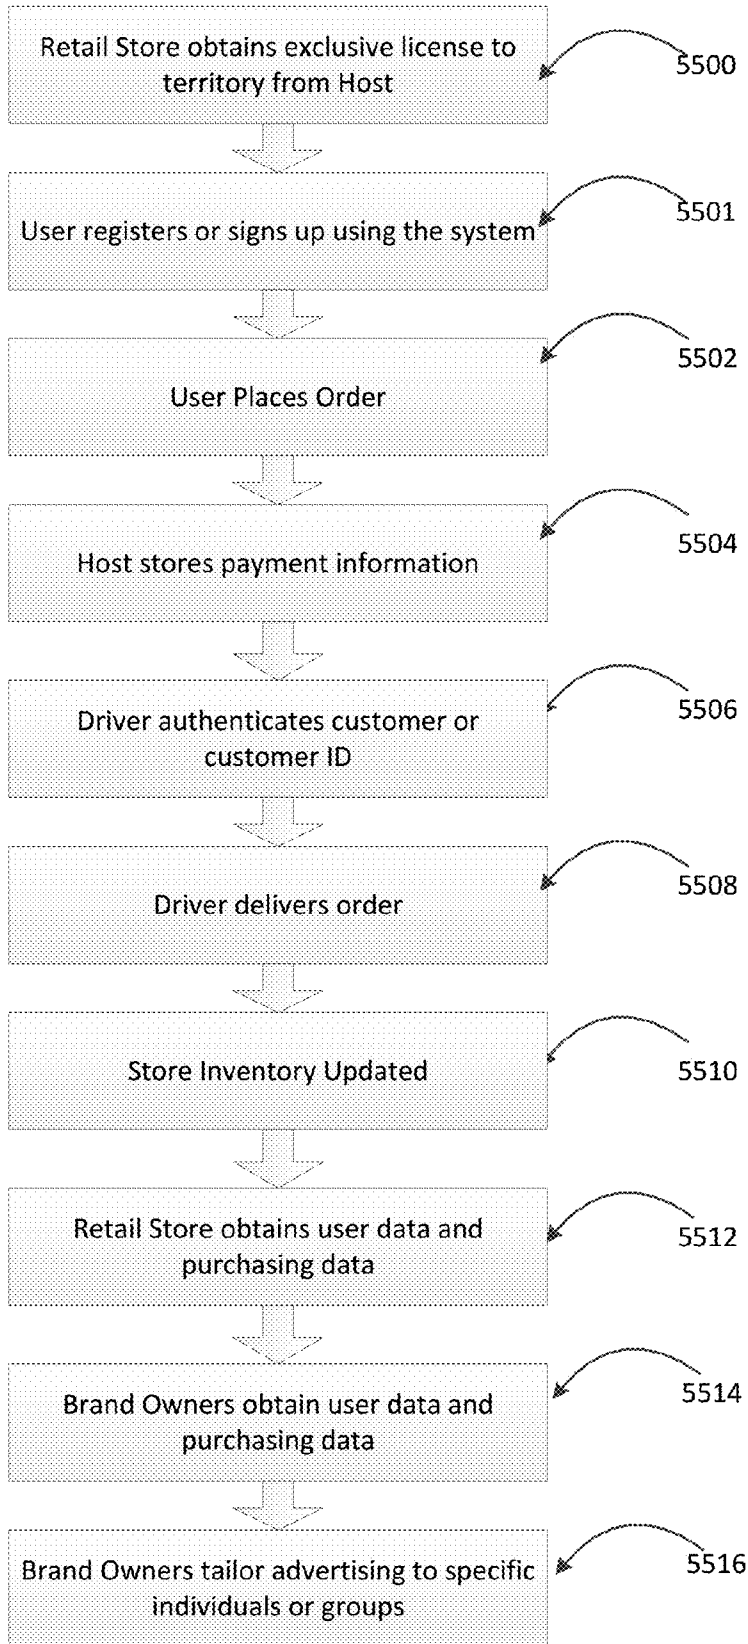 Retail Store obtains exclusive license to
territory from Host
5500
User registers or signs up using the system
5501
User Places Order
5502
Host stores payment information
5504
Driver authenticates customer or
customer ID
5506
Driver delivers order
5508
Store Inventory Updated
5510
Retail Store obtains user data and
purchasing data
5512
Brand Owners obtain user data and
purchasing data
5514
Brand Owners tailor advertising to specific
individuals or groups
5516